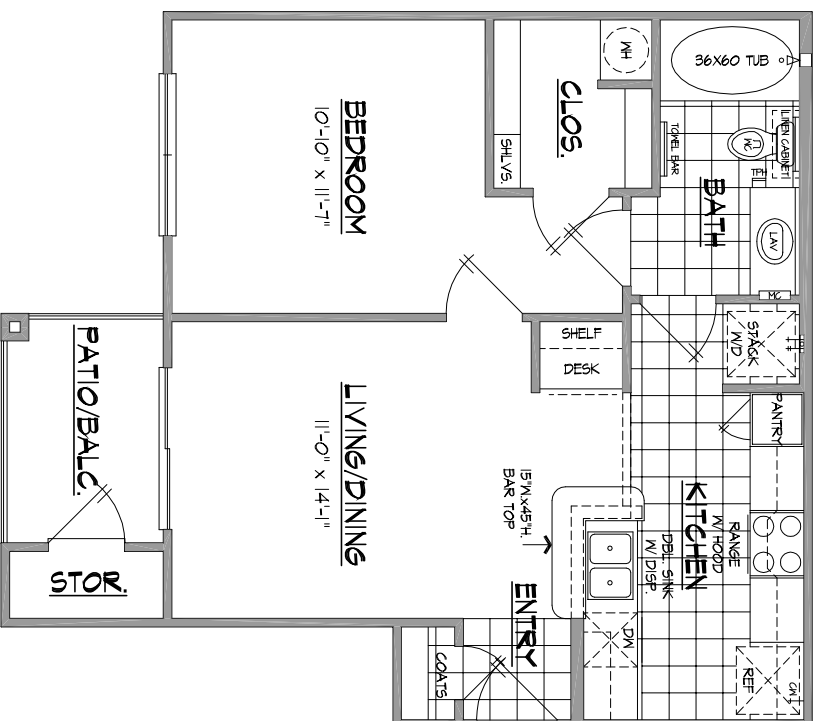 WH
36X60 TUB
CLOS.
BEDROOM
10'-10" X 11'-7"
SHLVS.
TOWEL BAR
LINEN CABINET
WC
BATH
LAV
MC
PATIO/BALC.
SHELF
DESK
STACK
W/D
PANTRY
LIVING/DINING
11'-0" X 14'-1"
15"W.x45"H.
BAR TOP
KITCHEN
RANGE
W/ HOOD
DBL. SINK
W/ DISP.
STOR.
ENTRY
DW
COATS
REF
CW